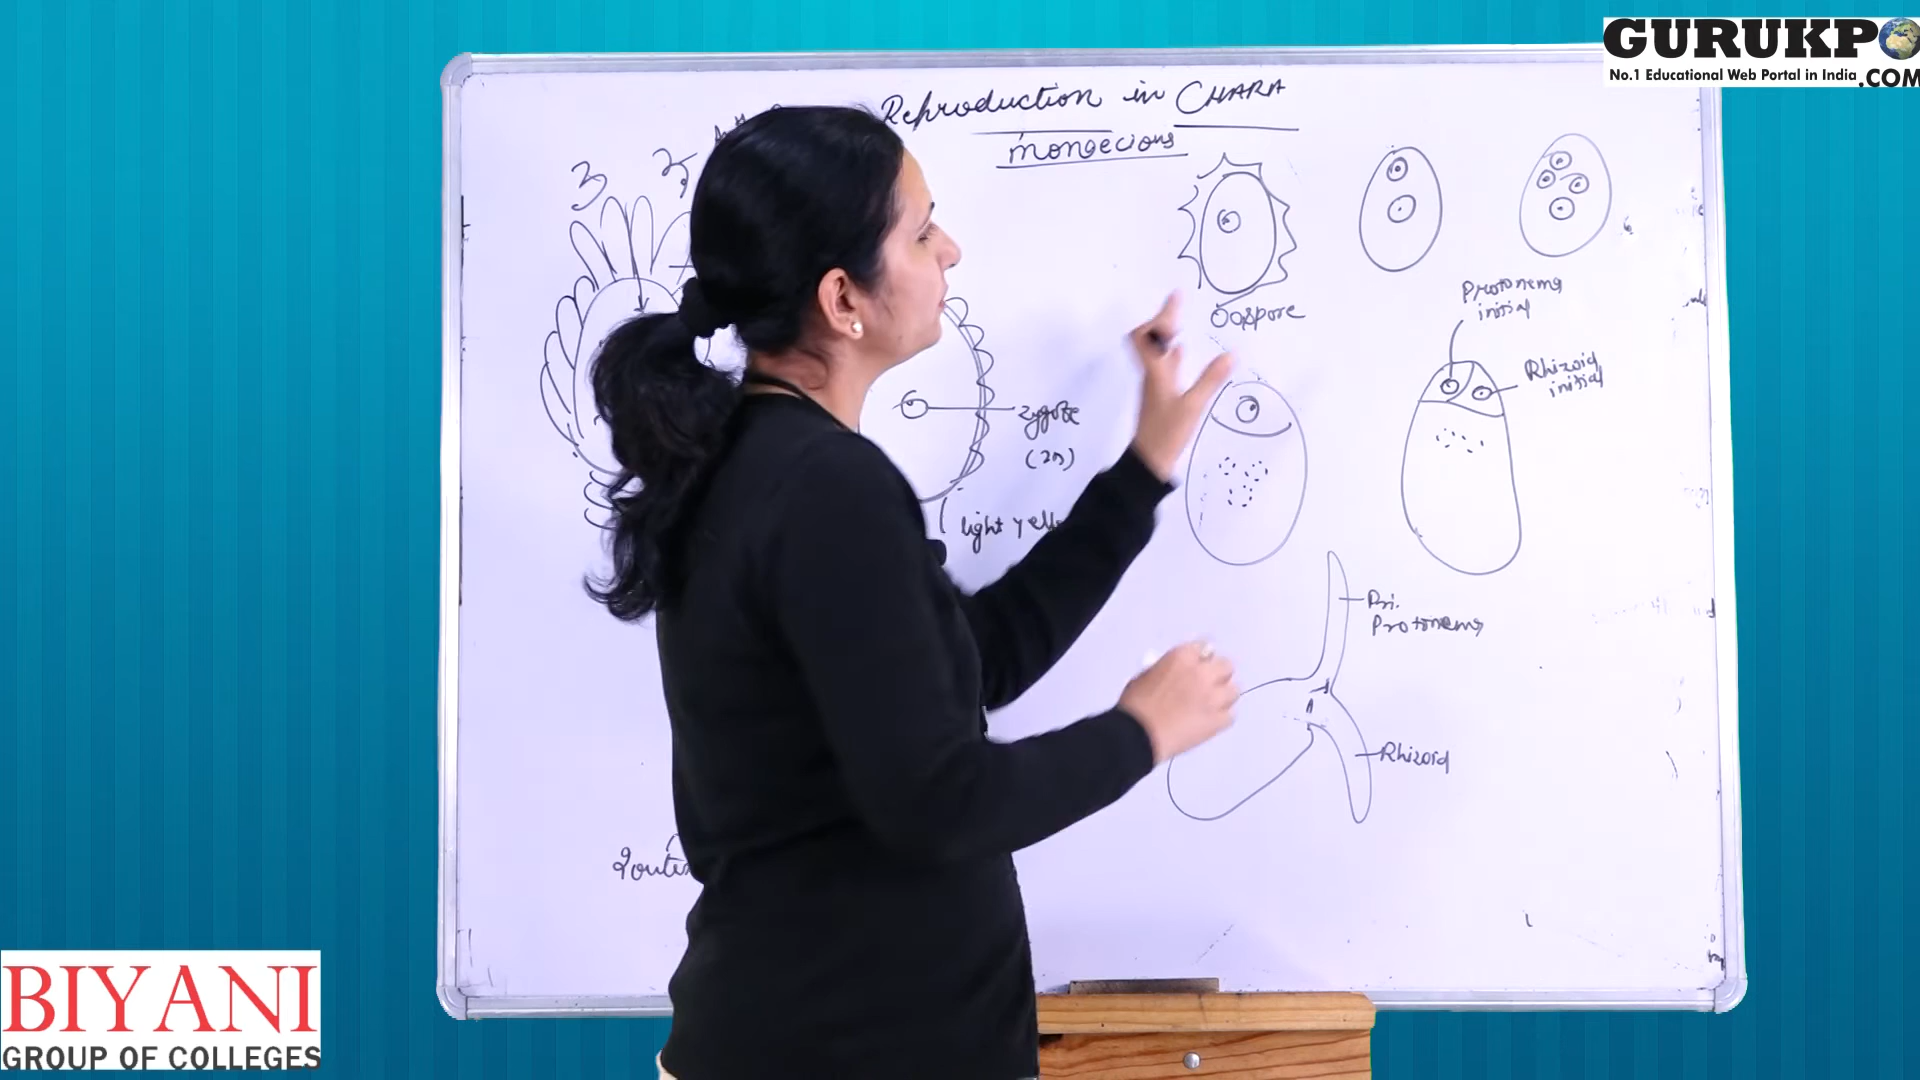 GURUKPO
No.1 Educational Web Portal in India .COM
Reproduction in CHARA
monoecious
Oospore
Protonema
initial
Rhizoid
initial
zygote
(2n)
light yell
Pri.
Protonema
Rhizoid
BIYANI
GROUP OF COLLEGES